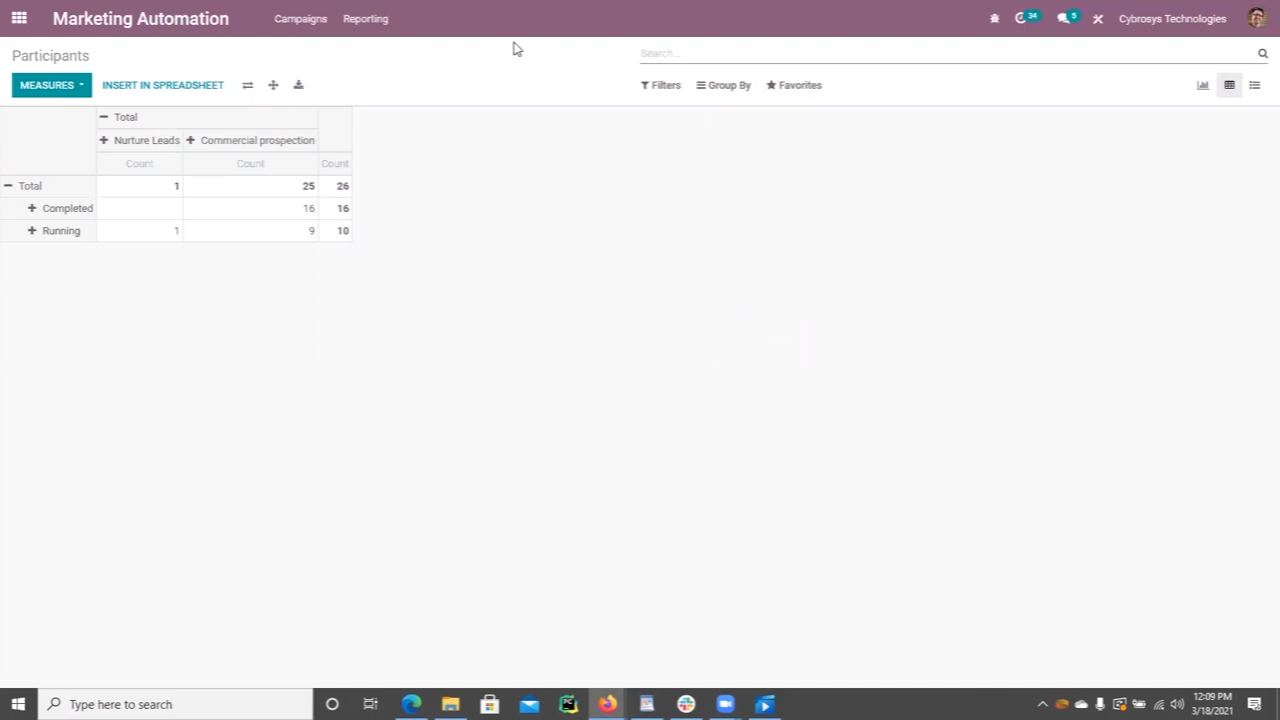 Marketing Automation Campaigns Reporting 34 5 Cybrosys Technologies
Participants Search...
MEASURES INSERT IN SPREADSHEET Filters Group By Favorites
Total
Nurture Leads Commercial prospection
Count Count Count
Total 1 25 26
Completed 16 16
Running 1 9 10
Type here to search 12:09 PM
3/18/2021